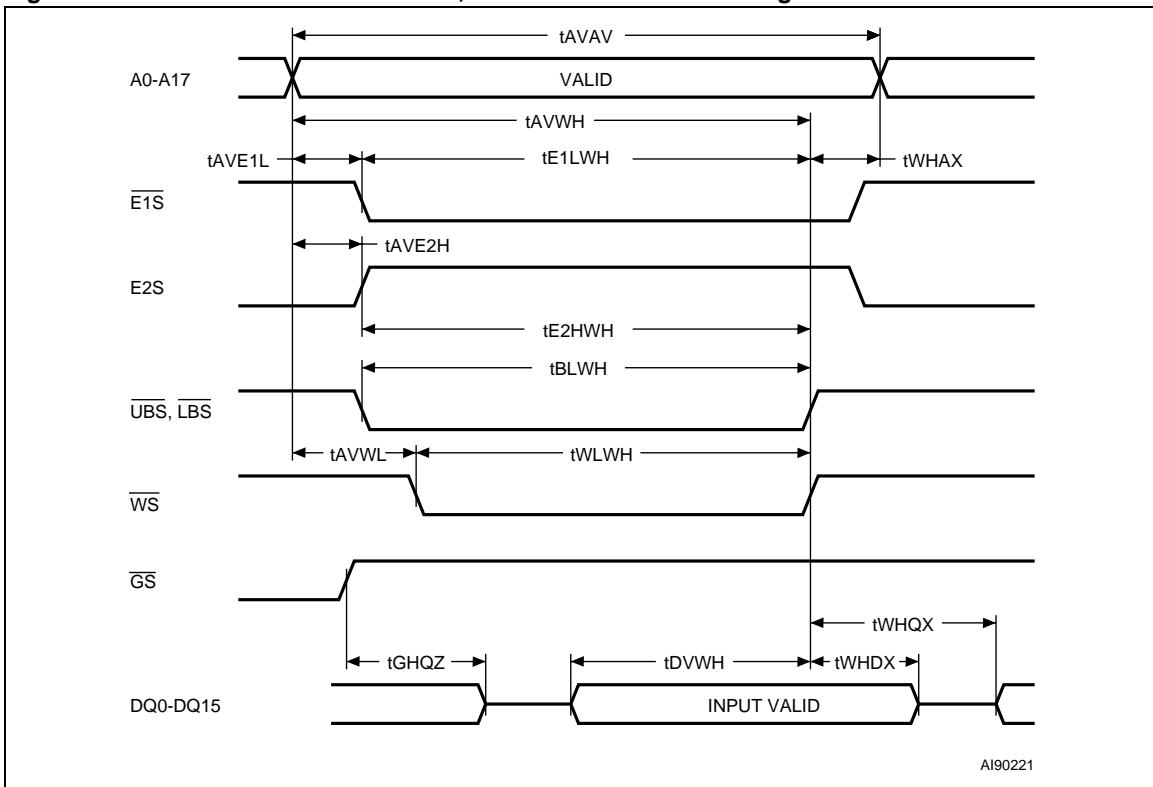 tAVAV
A0-A17
VALID
tAVWH
tAVE1L
tE1LWH
tWHAX
E1S
tAVE2H
E2S
tE2HWH
tBLWH
UBS, LBS
tAVWL
tWLWH
WS
GS
tWHQX
tGHQZ
tDVWH
tWHDX
DQ0-DQ15
INPUT VALID
AI90221